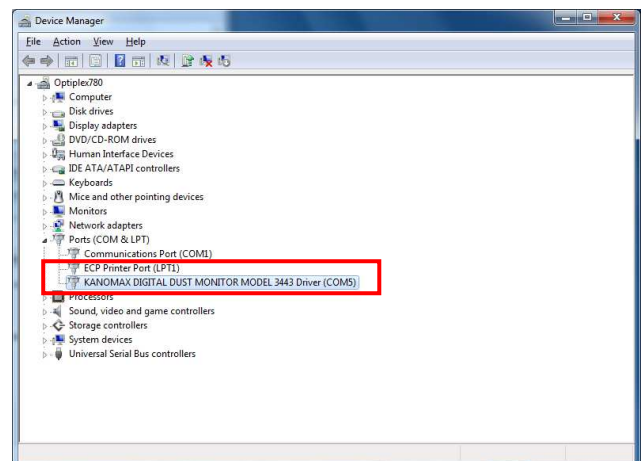 Device Manager
File Action View Help
Optiplex780
Computer
Disk drives
Display adapters
DVD/CD-ROM drives
Human Interface Devices
IDE ATA/ATAPI controllers
Keyboards
Mice and other pointing devices
Monitors
Network adapters
Ports (COM & LPT)
Communications Port (COM1)
ECP Printer Port (LPT1)
KANOMAX DIGITAL DUST MONITOR MODEL 3443 Driver (COM5)
Processors
Sound, video and game controllers
Storage controllers
System devices
Universal Serial Bus controllers